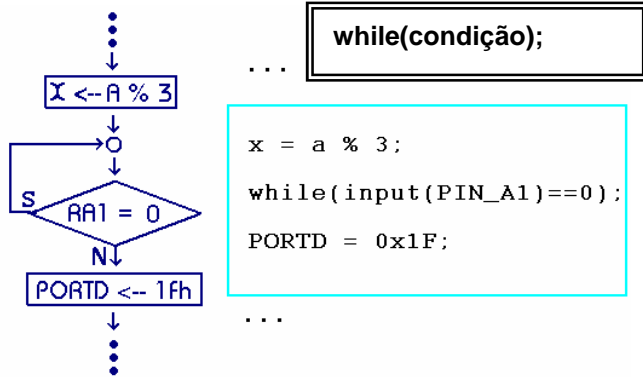 while(condição);
. . .
X <-- A % 3
x = a % 3;
S
RA1 = 0
while(input(PIN_A1)==0);
N
PORTD = 0x1F;
PORTD <-- 1Fh
. . .